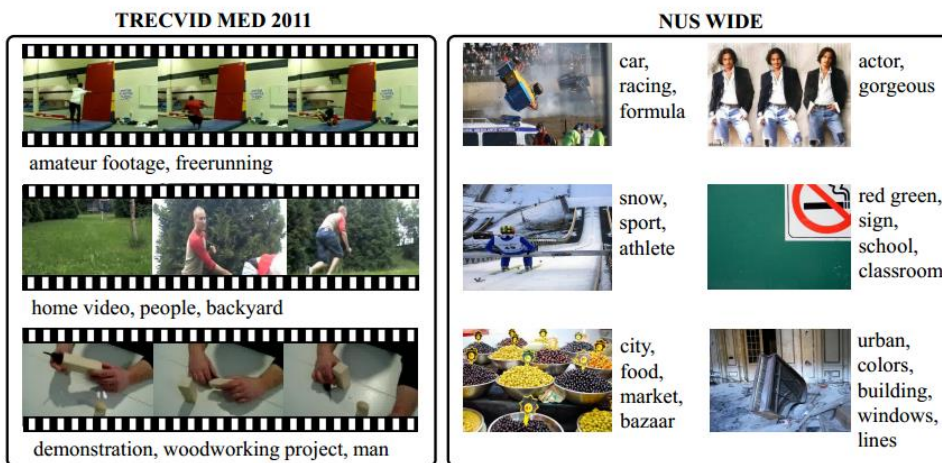 TRECVID MED 2011
amateur footage, freerunning
home video, people, backyard
demonstration, woodworking project, man
NUS WIDE
car,
racing,
formula
actor,
gorgeous
snow,
sport,
athlete
red green,
sign,
school,
classroom
city,
food,
market,
bazaar
urban,
colors,
building,
windows,
lines